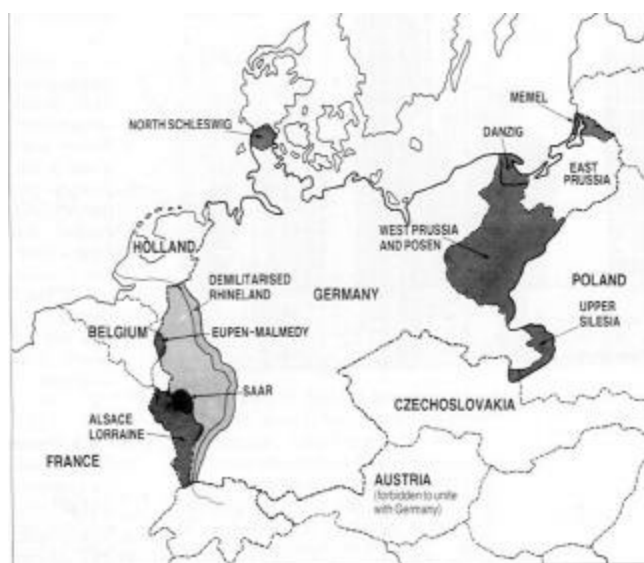 NORTH SCHLESWIG
MEMEL
DANZIG
EAST
PRUSSIA
HOLLAND
WEST PRUSSIA
AND POSEN
DEMILITARISED
RHINELAND
GERMANY
POLAND
BELGIUM
EUPEN-MALMEDY
UPPER
SILESIA
SAAR
CZECHOSLOVAKIA
ALSACE
LORRAINE
FRANCE
AUSTRIA
(forbidden to unite
with Germany)